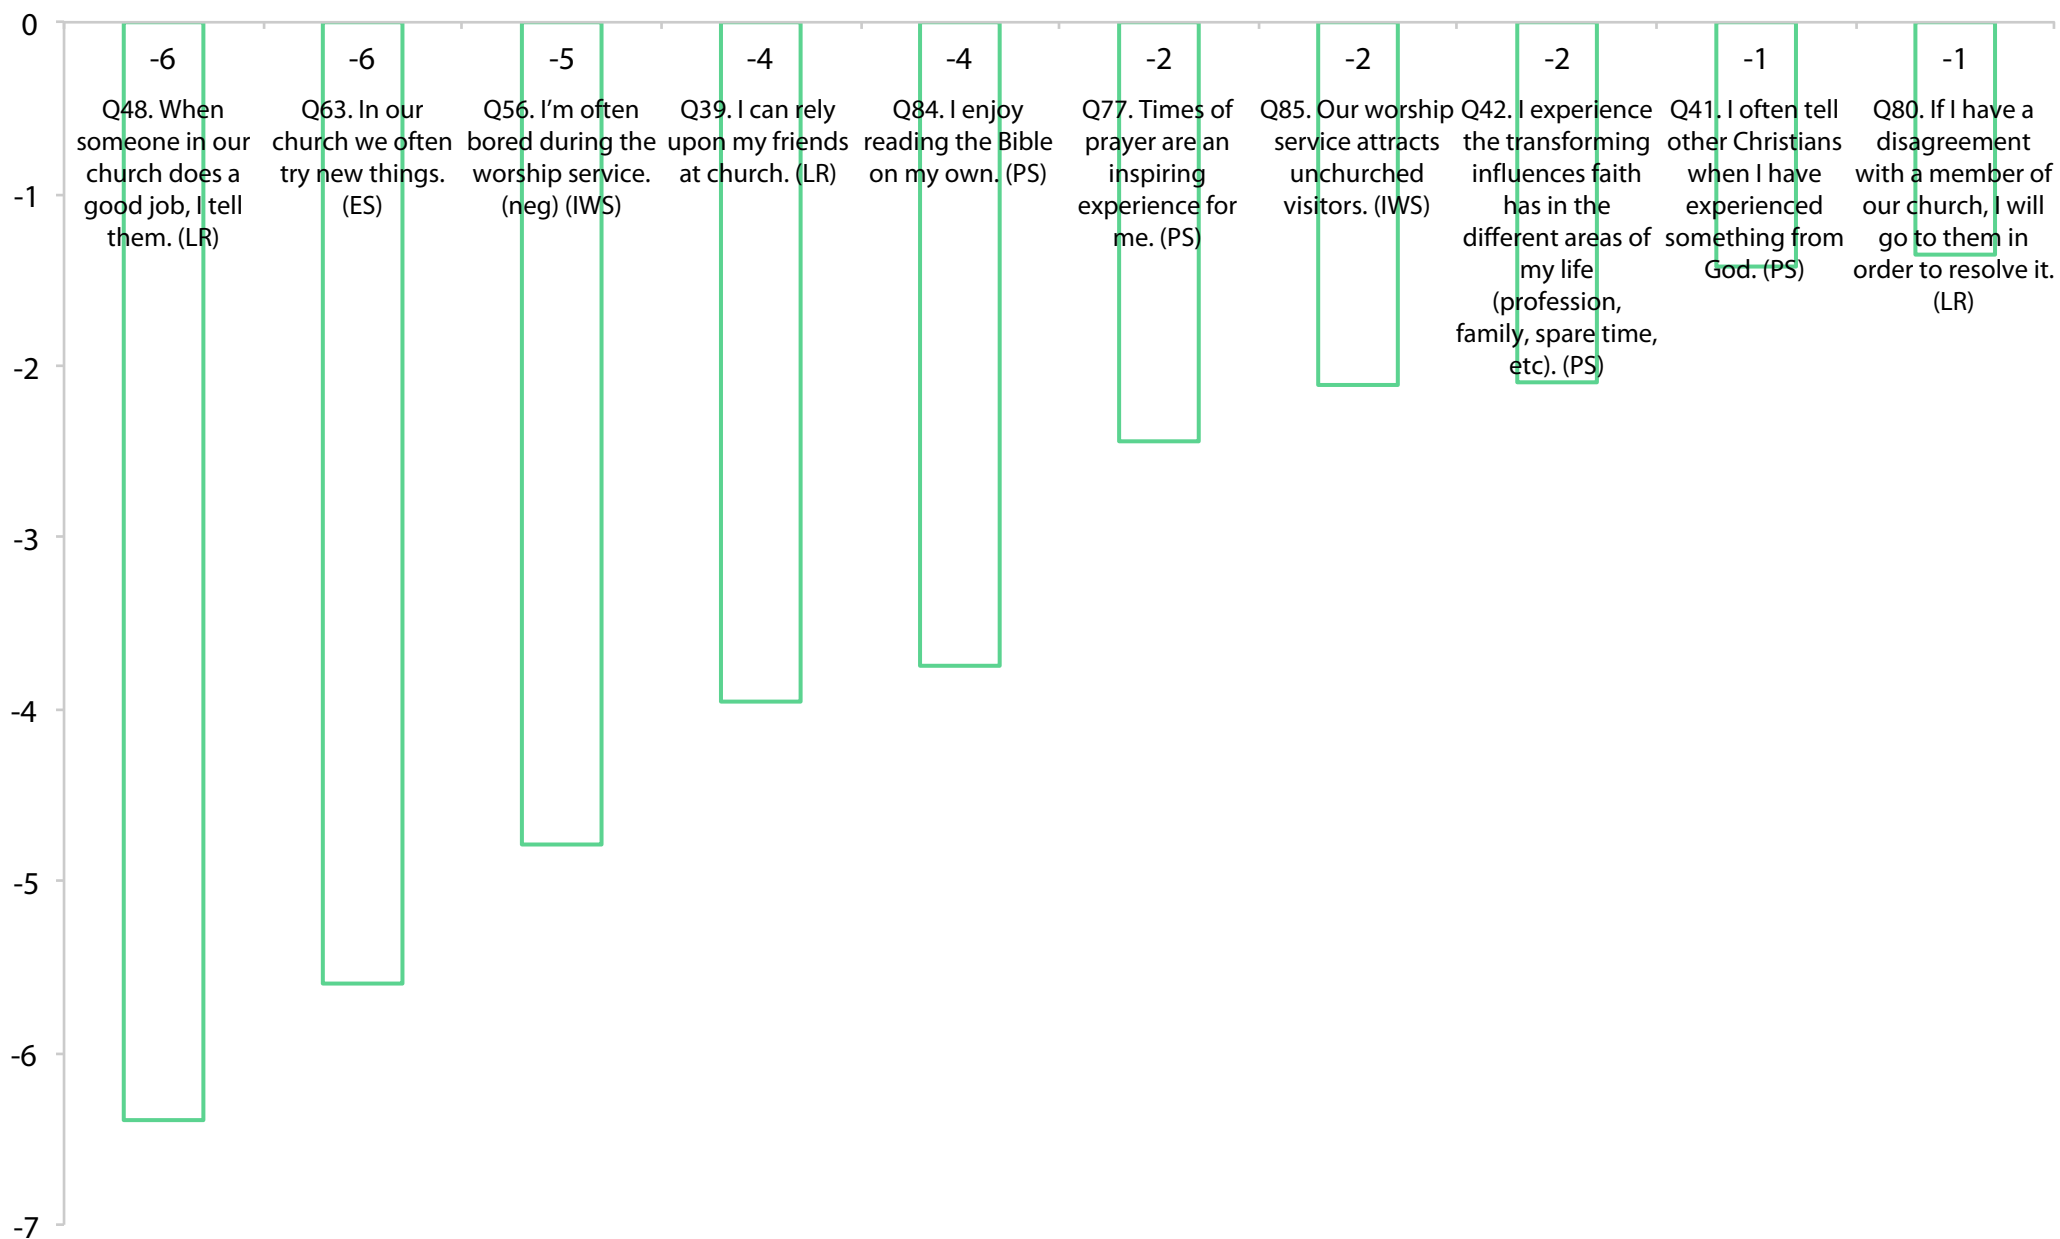 0
-1
-2
-3
-4
-5
-6
-7
-6
Q48. When
someone in our
church does a
good job, I tell
them. (LR)
-6
Q63. In our
church we often
try new things.
(ES)
-5
Q56. I’m often
bored during the
worship service.
(neg) (IWS)
-4
Q39. I can rely
upon my friends
at church. (LR)
-4
Q84. I enjoy
reading the Bible
on my own. (PS)
-2
Q77. Times of
prayer are an
inspiring
experience for
me. (PS)
-2
Q85. Our worship
service attracts
unchurched
visitors. (IWS)
-2
Q42. I experience
the transforming
influences faith
has in the
different areas of
my life
(profession,
family, spare time,
etc). (PS)
-1
Q41. I often tell
other Christians
when I have
experienced
something from
God. (PS)
-1
Q80. If I have a
disagreement
with a member of
our church, I will
go to them in
order to resolve it.
(LR)